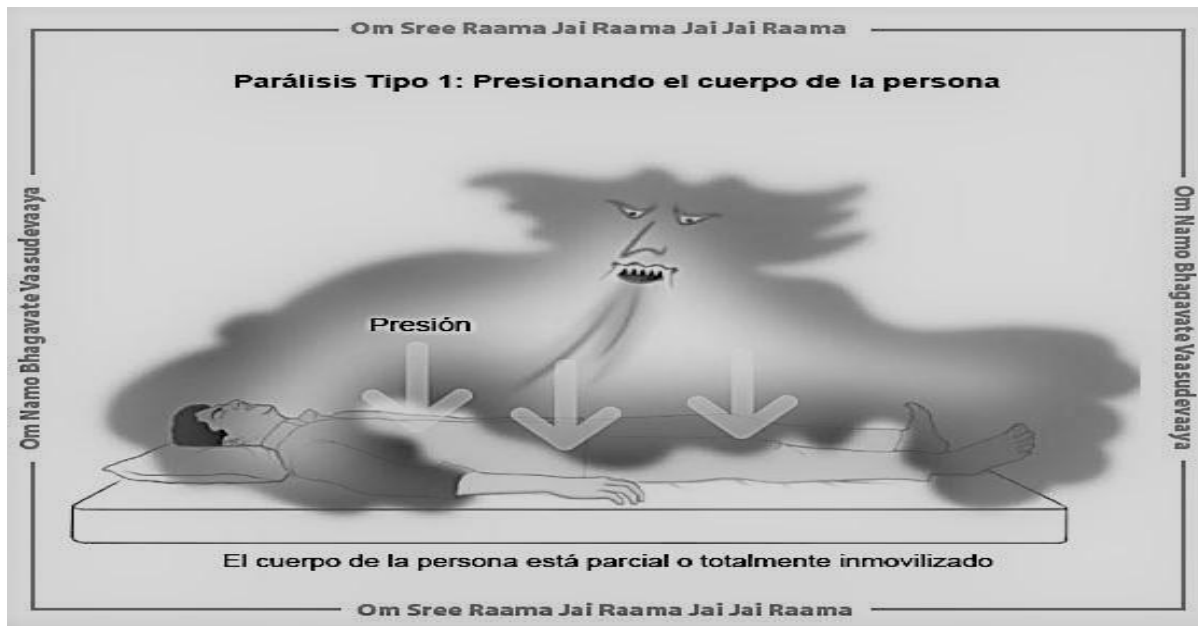 Om Sree Raama Jai Raama Jai Jai Raama
Parálisis Tipo 1: Presionando el cuerpo de la persona
Om Namo Bhagavate Vaasudevaaya
Om Namo Bhagavate Vaasudevaaya
Presión
El cuerpo de la persona está parcial o totalmente inmovilizado
Om Sree Raama Jai Raama Jai Jai Raama